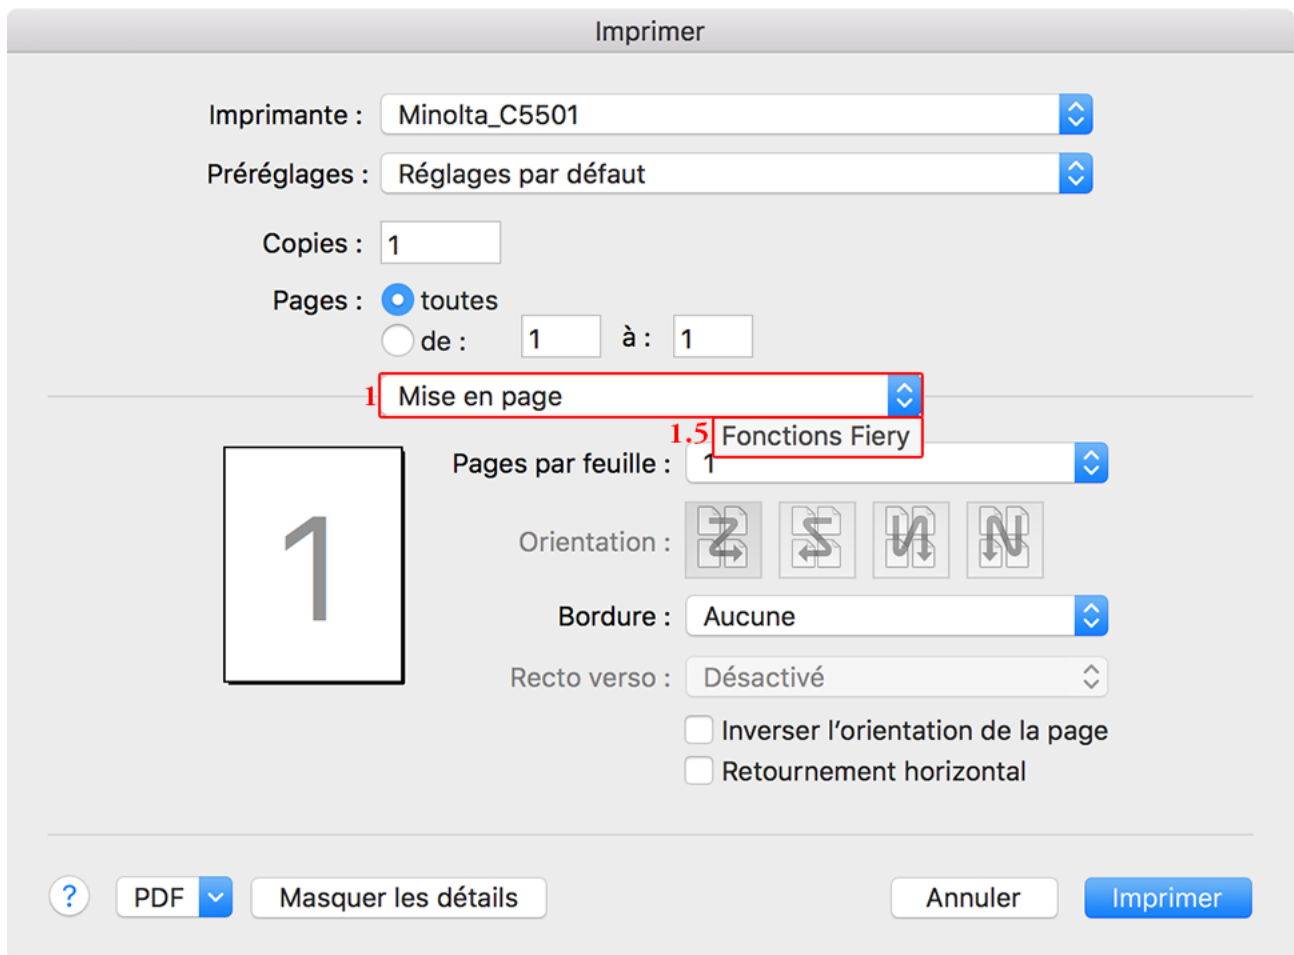 Imprimer
Imprimante : Minolta_C5501
Préréglages : Réglages par défaut
Copies : 1
Pages : toutes
de : 1 à : 1
1 Mise en page
1.5 Fonctions Fiery
Pages par feuille : 1
1
Orientation :
Bordure : Aucune
Recto verso : Désactivé
Inverser l’orientation de la page
Retournement horizontal
? PDF Masquer les détails Annuler Imprimer